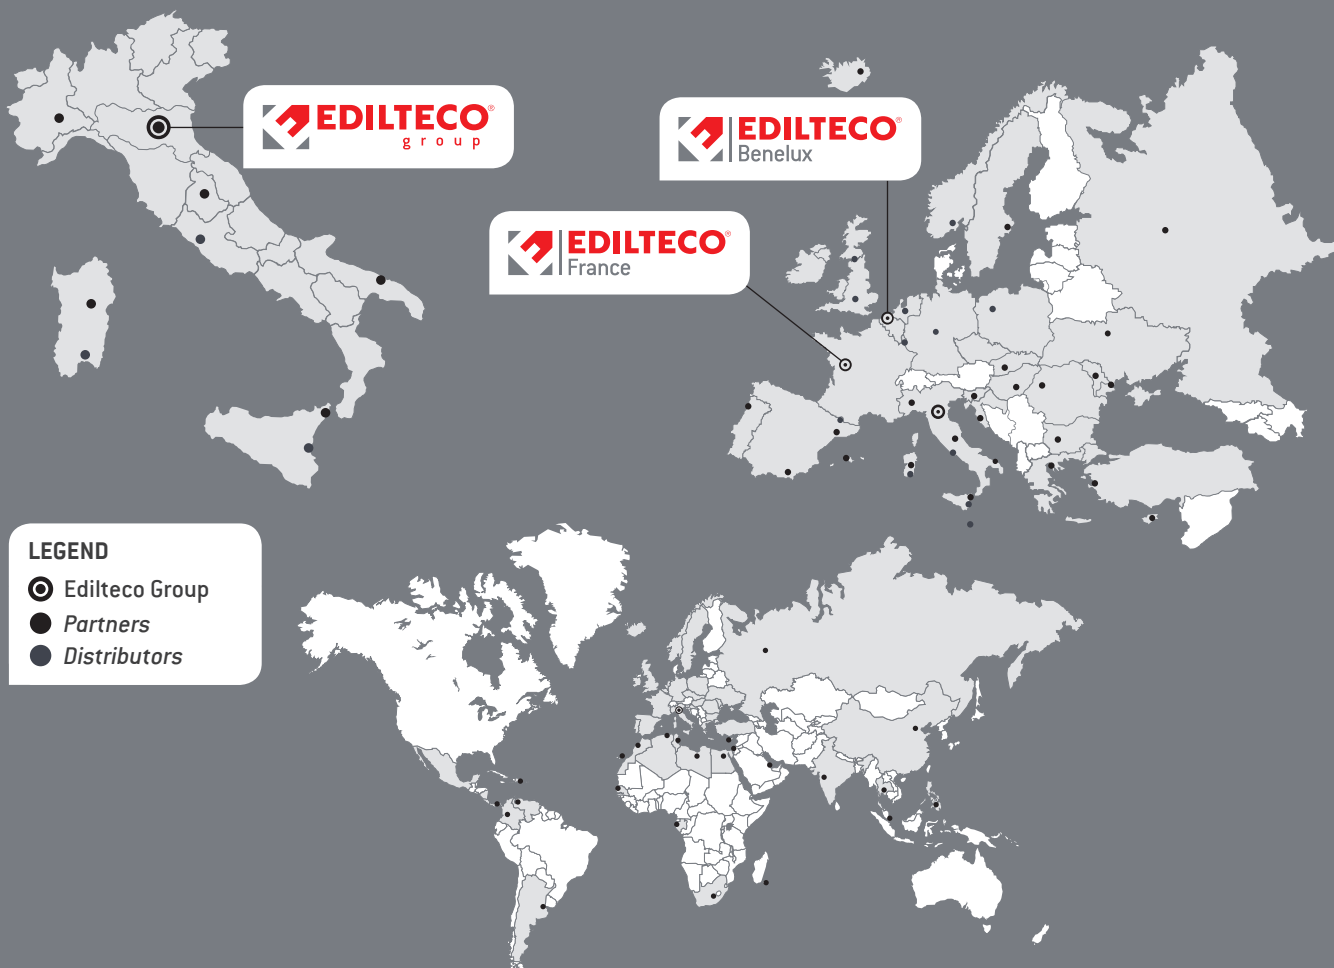 EDILTECO®
group
EDILTECO®
Benelux
EDILTECO®
France
LEGEND
Edilteco Group
Partners
Distributors